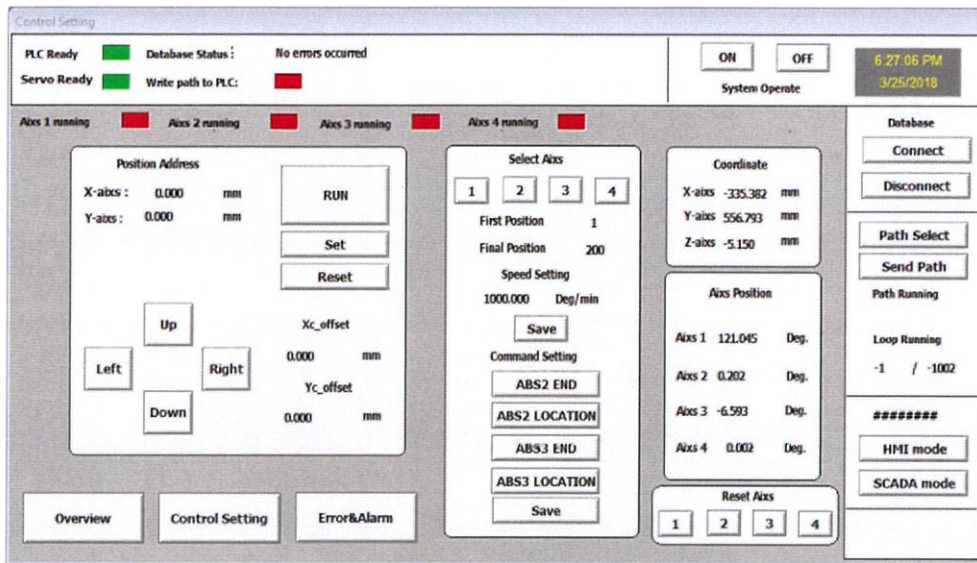 Control Setting
PLC Ready Database Status : No errors occurred
Servo Ready Write path to PLC:
ON OFF
System Operate
6:27:06 PM
3/25/2018
Aixs 1 running Aixs 2 running Aixs 3 running Aixs 4 running
Position Address
X-aixs : 0.000 mm
Y-aixs : 0.000 mm
RUN
Set
Reset
Up
Left Right
Down
Xc_offset
0.000 mm
Yc_offset
0.000 mm
Select Aixs
1 2 3 4
First Position 1
Final Position 200
Speed Setting
1000.000 Deg/min
Save
Command Setting
ABS2 END
ABS2 LOCATION
ABS3 END
ABS3 LOCATION
Save
Coordinate
X-aixs -335.382 mm
Y-aixs 556.793 mm
Z-aixs -5.150 mm
Aixs Position
Aixs 1 121.045 Deg.
Aixs 2 0.202 Deg.
Aixs 3 -6.593 Deg.
Aixs 4 0.002 Deg.
Reset Aixs
1 2 3 4
Database
Connect
Disconnect
Path Select
Send Path
Path Running
Loop Running
-1 / -1002
########
HMI mode
SCADA mode
Overview Control Setting Error&Alarm